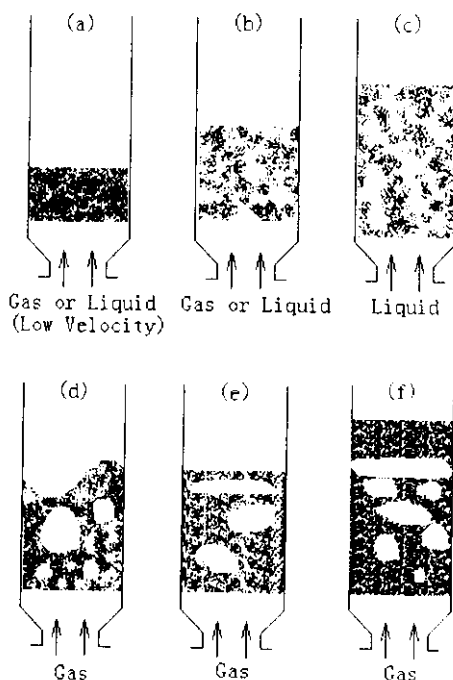 (a)
(b)
(c)
Gas or Liquid
(Low Velocity)
Gas or Liquid
Liquid
(d)
(e)
(f)
Gas
Gas
Gas